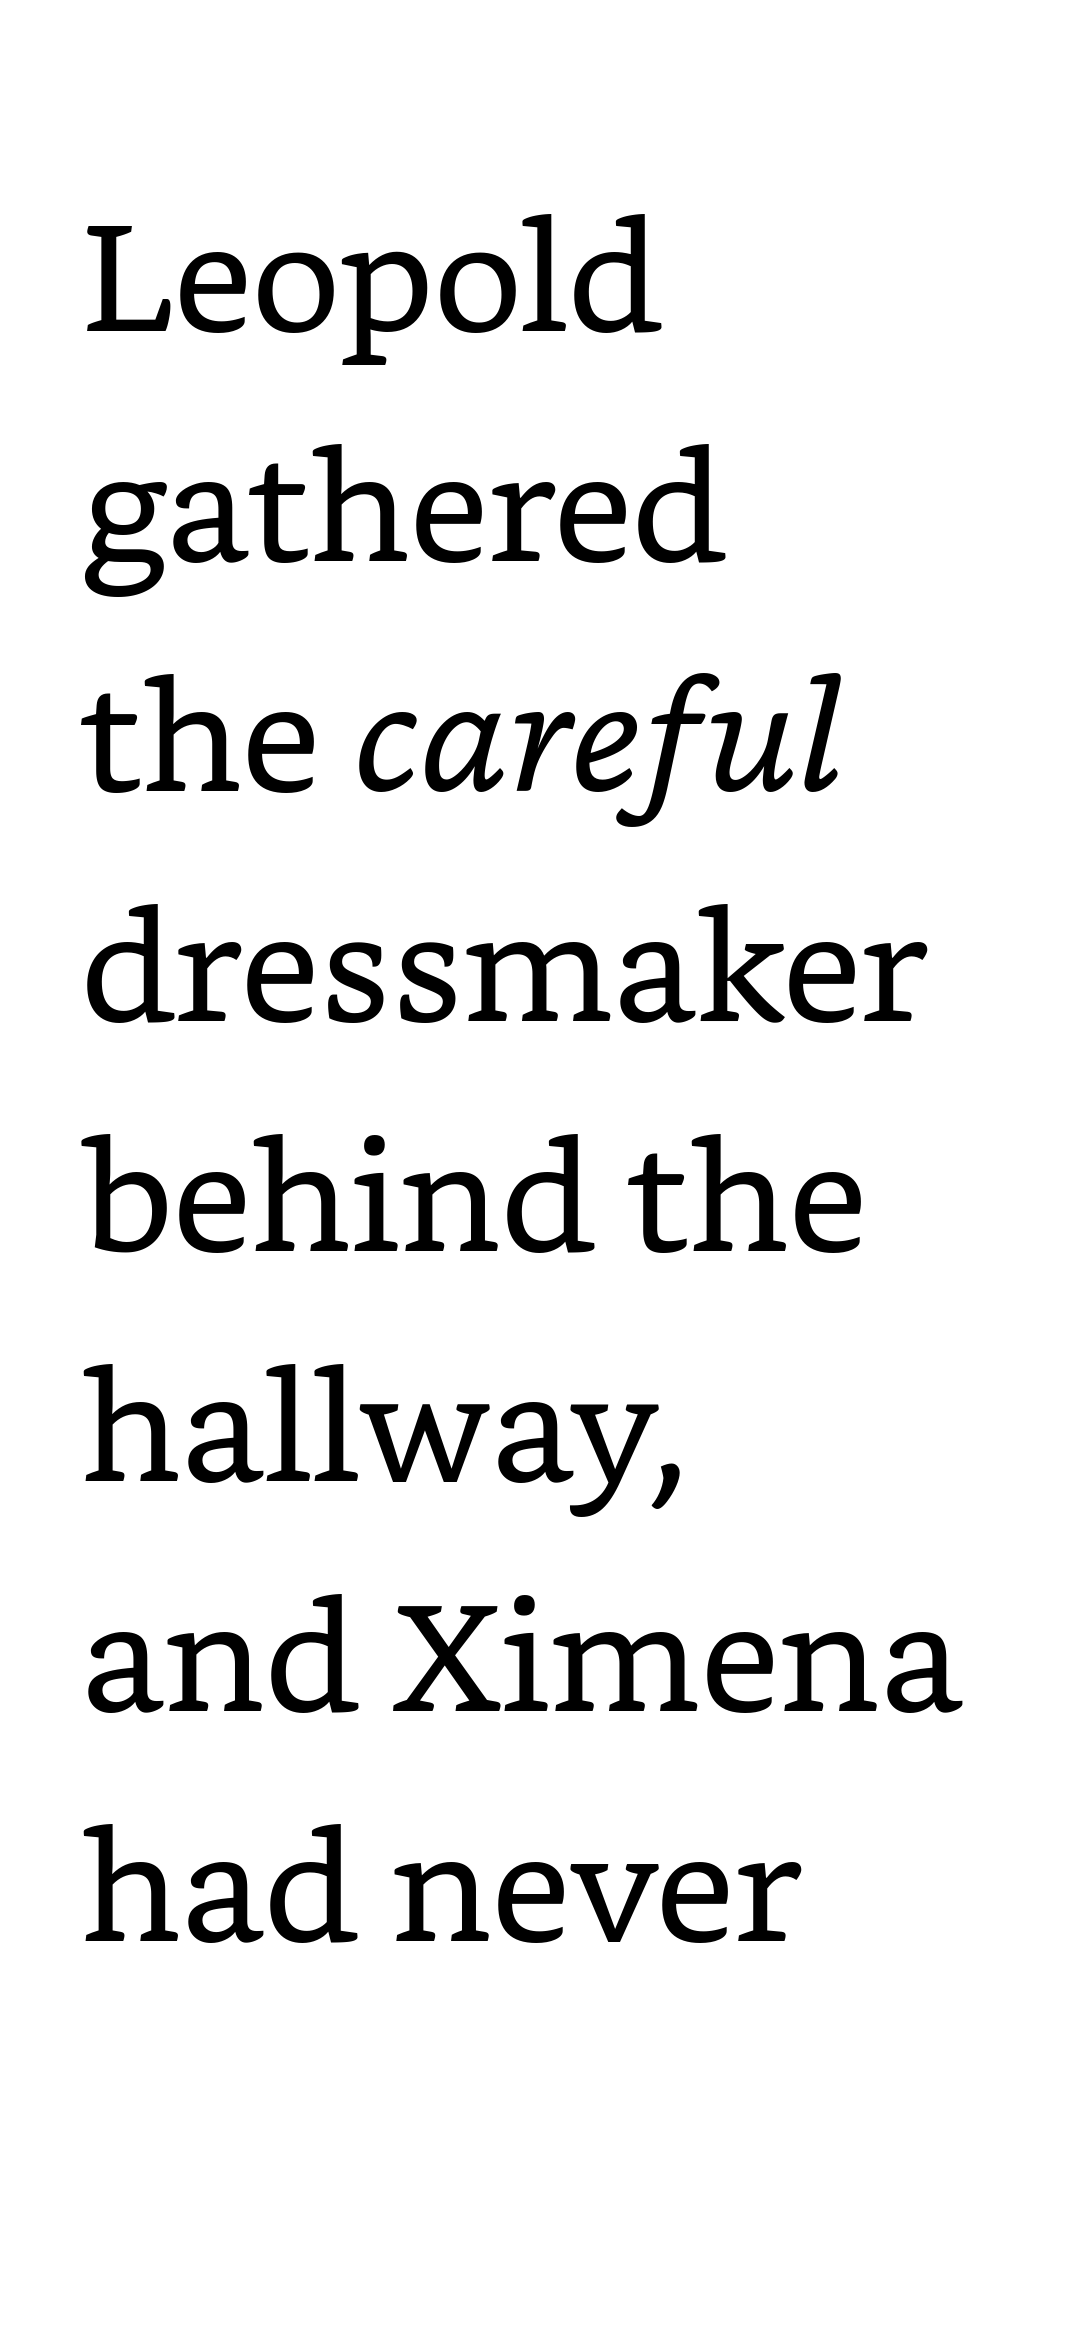 Leopold
gathered
the careful
dressmaker
behind the
hallway,
and Ximena
had never